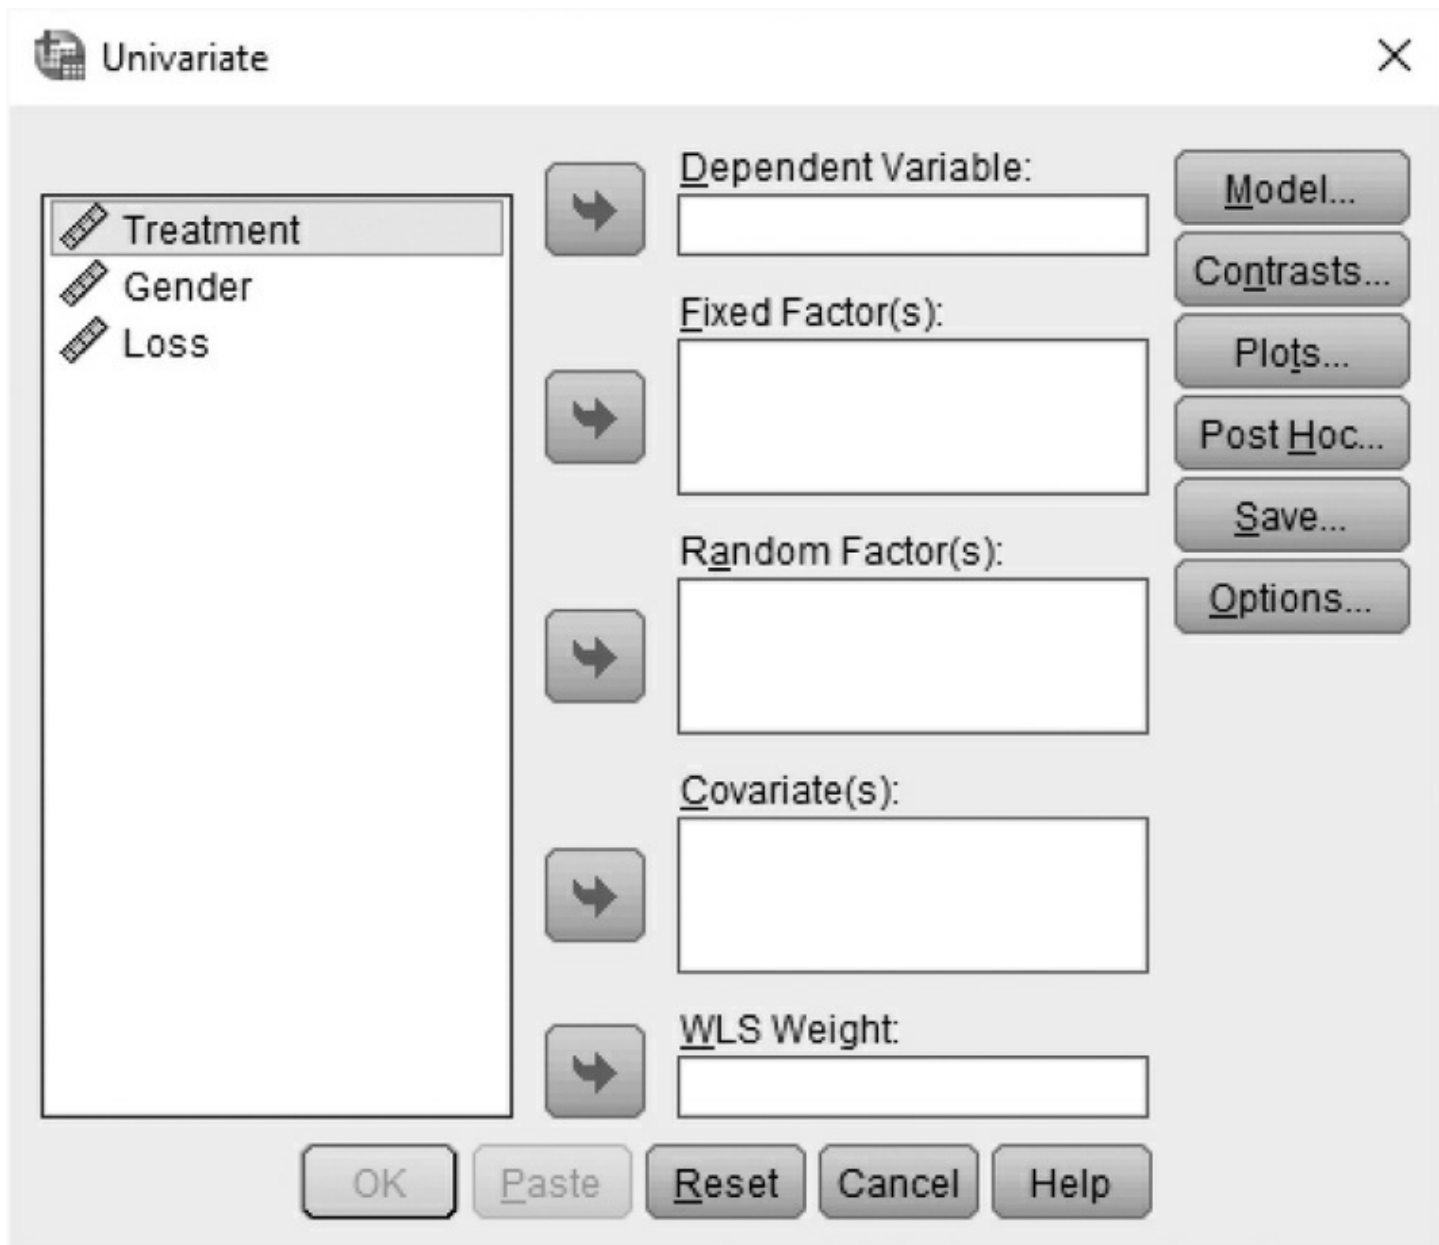 Univariate
Treatment
Gender
Loss
Dependent Variable:
Fixed Factor(s):
Random Factor(s):
Covariate(s):
WLS Weight:
Model...
Contrasts...
Plots...
Post Hoc...
Save...
Options...
OK
Paste
Reset
Cancel
Help